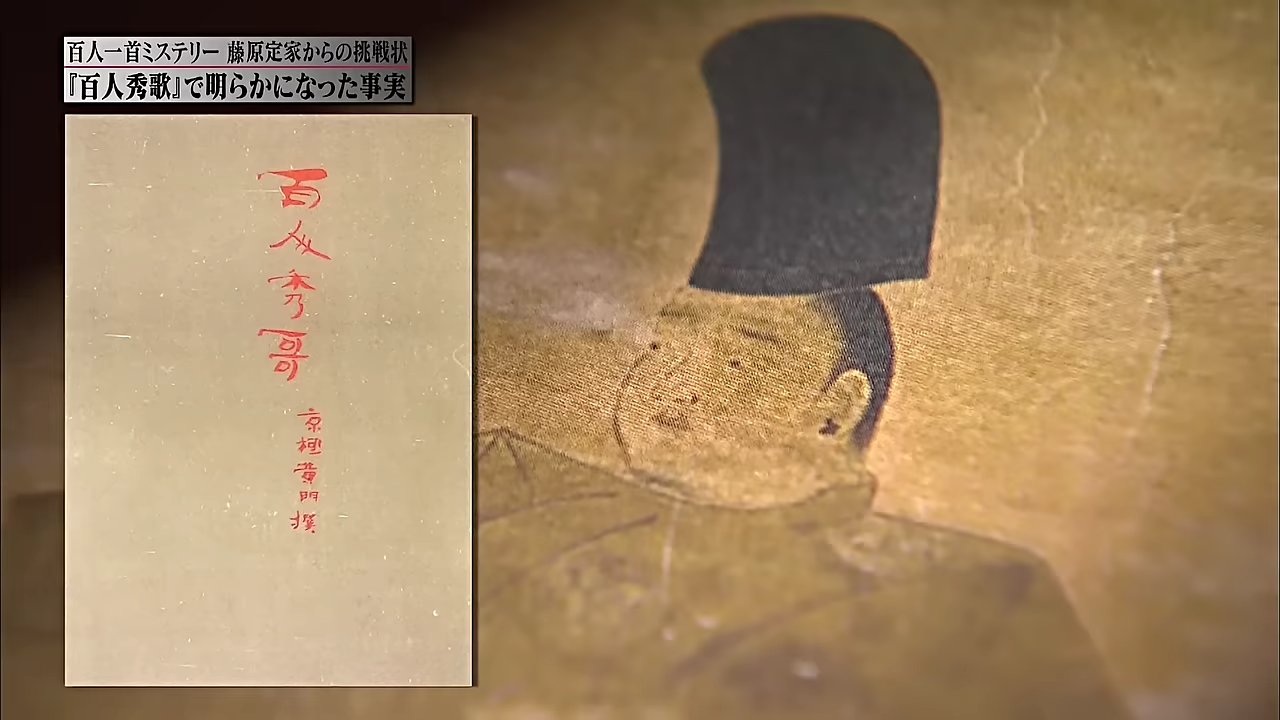 百人一首ミステリー 藤原定家からの挑戦状
『百人秀歌』で明らかになった事実
百人秀哥
京極黄門撰